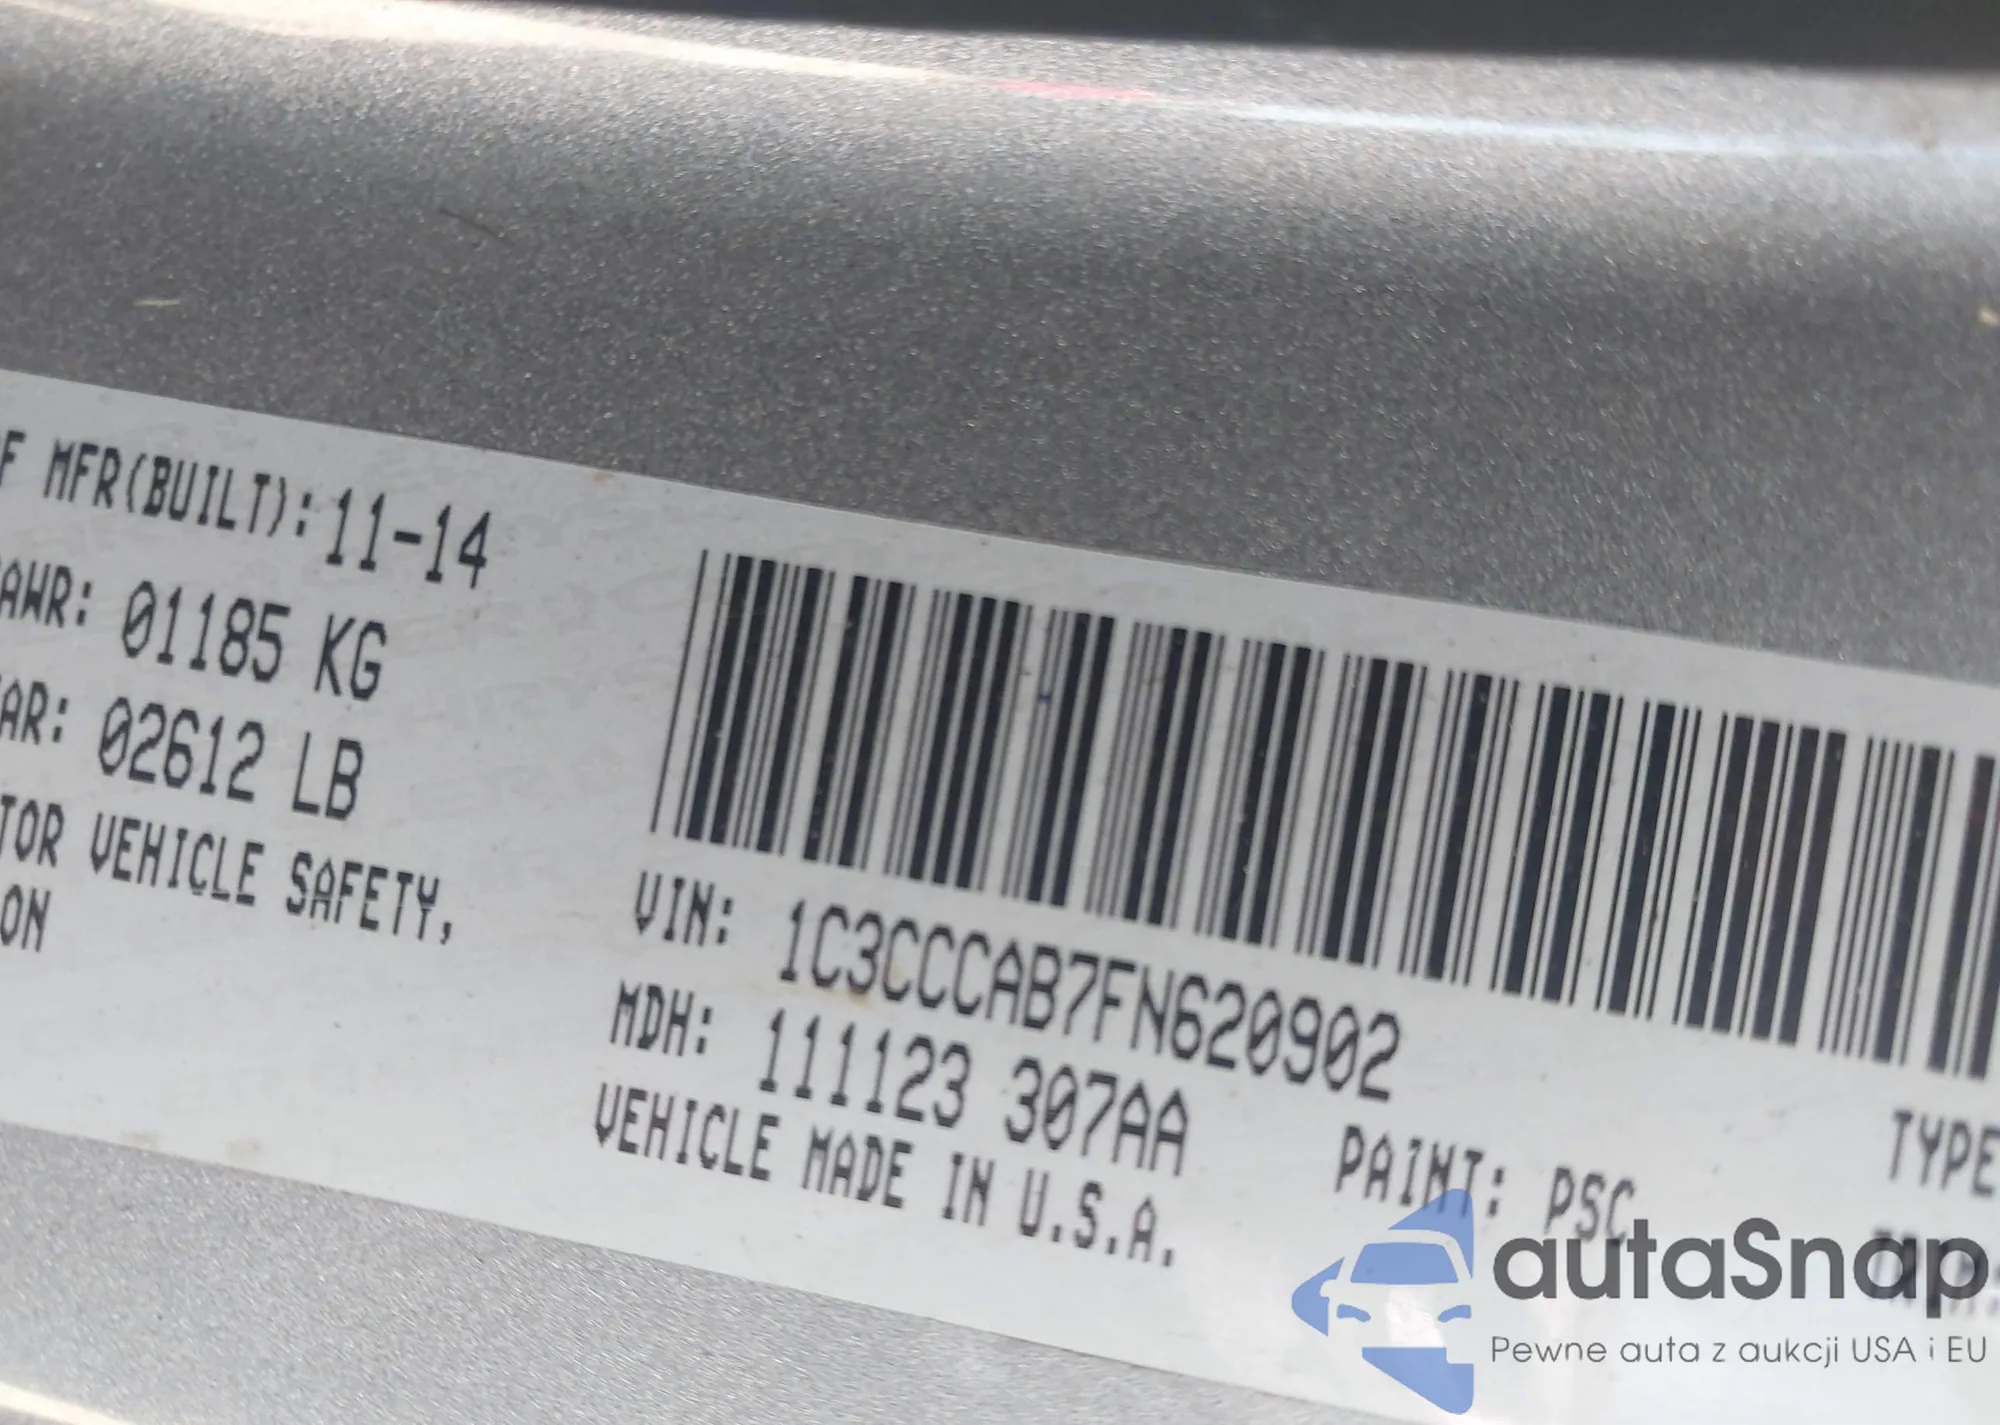 F MFR(BUILT): 11-14
AWR: 01185 KG
AR: 02612 LB
TOR VEHICLE SAFETY,
ON
VIN: 1C3CCCAB7FN620902
MDH: 111123 307AA
VEHICLE MADE IN U.S.A.
PAINT: PSC
TYPE
autaSnap
Pewne auta z aukcji USA i EU